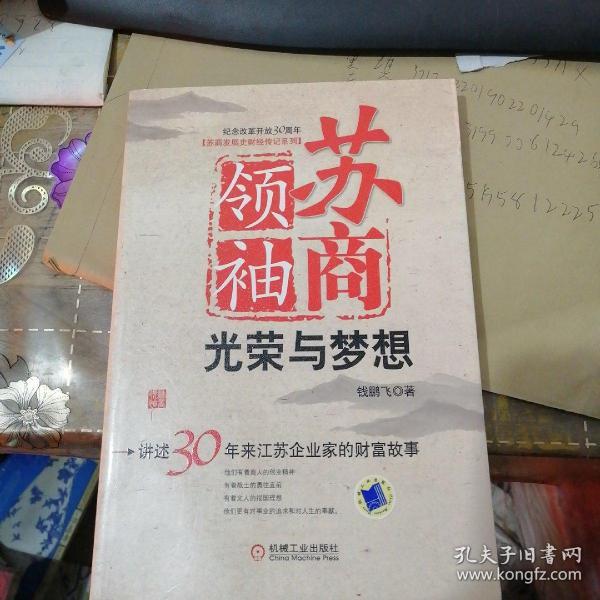 纪念改革开放30周年
【苏商发展史财经传记系列】
苏商
领袖
光荣与梦想
钱鹏飞◎著
讲述30年来江苏企业家的财富故事
他们有着商人的创业精神
有着战士的勇往直前
有着文人的报国理想
他们更有对事业的追求和对人生的奉献。
机械工业出版社
China Machine Press
孔夫子旧书网
www.kongfz.com